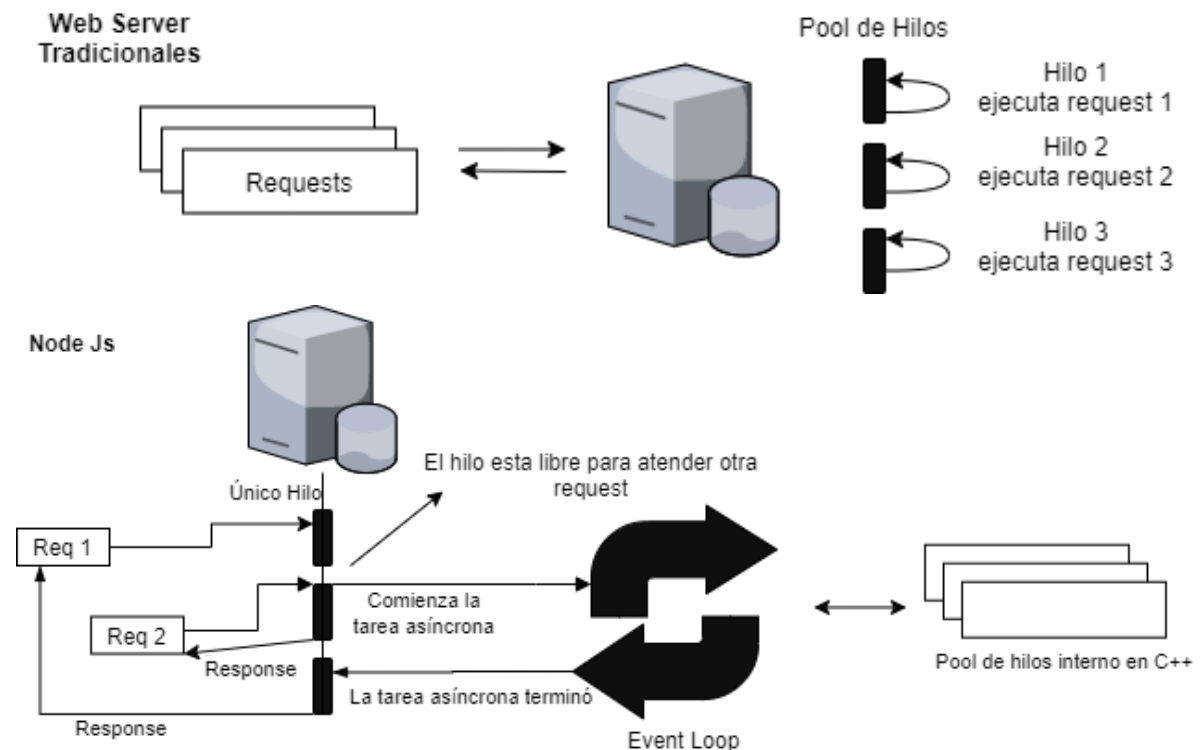 Web Server
Tradicionales
Requests
Pool de Hilos
Hilo 1
ejecuta request 1
Hilo 2
ejecuta request 2
Hilo 3
ejecuta request 3
Node Js
El hilo esta libre para atender otra
request
Único Hilo
Req 1
Comienza la
tarea asíncrona
Req 2
Response
La tarea asíncrona terminó
Response
Event Loop
Pool de hilos interno en C++